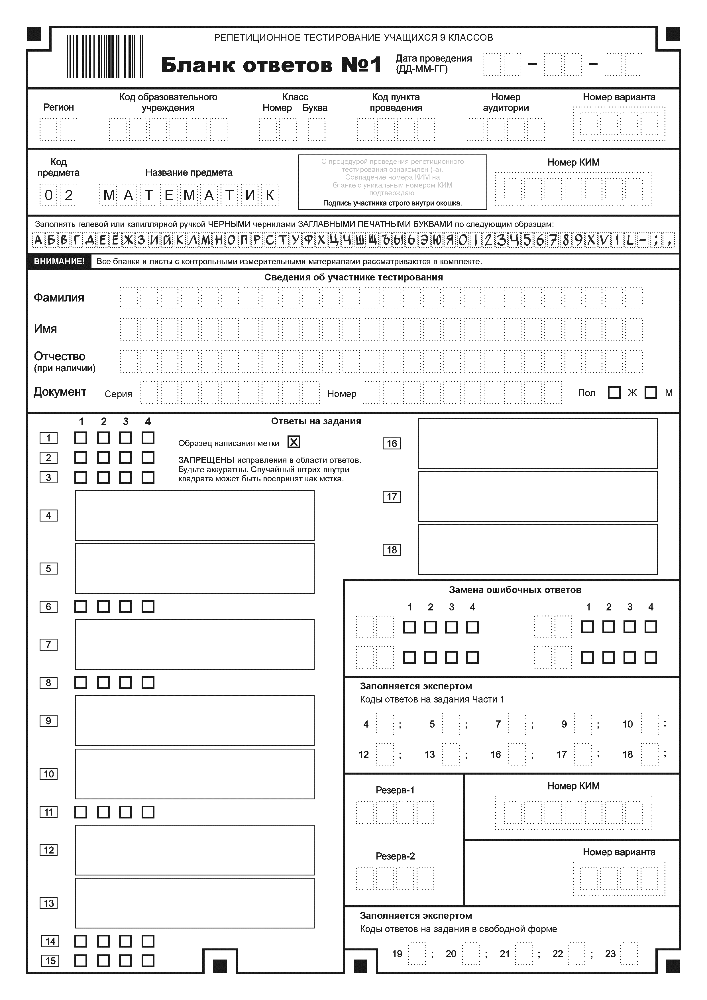 РЕПЕТИЦИОННОЕ ТЕСТИРОВАНИЕ УЧАЩИХСЯ 9 КЛАССОВ
Бланк ответов №1
Дата проведения
(ДД-ММ-ГГ)
– –
Регион
Код образовательного
учреждения
Класс
Номер Буква
Код пункта
проведения
Номер
аудитории
Номер варианта
Код
предмета
0 2
Название предмета
М А Т Е М А Т И К
С процедурой проведения репетиционного
тестирования ознакомлен (-а).
Совпадение номера КИМ на
бланке с уникальным номером КИМ
подтверждаю.
Подпись участника строго внутри окошка.
Номер КИМ
Заполнять гелевой или капиллярной ручкой ЧЕРНЫМИ чернилами ЗАГЛАВНЫМИ ПЕЧАТНЫМИ БУКВАМИ по следующим образцам:
А Б В Г Д Е Ё Ж З И Й К Л М Н О П Р С Т У Ф Х Ц Ч Ш Щ Ъ Ы Ь Э Ю Я 0 1 2 3 4 5 6 7 8 9 X V I L - ; ,
ВНИМАНИЕ! Все бланки и листы с контрольными измерительными материалами рассматриваются в комплекте.
Сведения об участнике тестирования
Фамилия
Имя
Отчество
(при наличии)
Документ Серия Номер Пол Ж М
Ответы на задания
1 2 3 4
1
2
3
Образец написания метки X
ЗАПРЕЩЕНЫ исправления в области ответов.
Будьте аккуратны. Случайный штрих внутри
квадрата может быть воспринят как метка.
4
5
6
7
8
9
10
11
12
13
14
15
16
17
18
Замена ошибочных ответов
1 2 3 4 1 2 3 4
Заполняется экспертом
Коды ответов на задания Части 1
4 ; 5 ; 7 ; 9 ; 10 ;
12 ; 13 ; 16 ; 17 ; 18 ;
Резерв-1
Номер КИМ
Резерв-2
Номер варианта
Заполняется экспертом
Коды ответов на задания в свободной форме
19 ; 20 ; 21 ; 22 ; 23